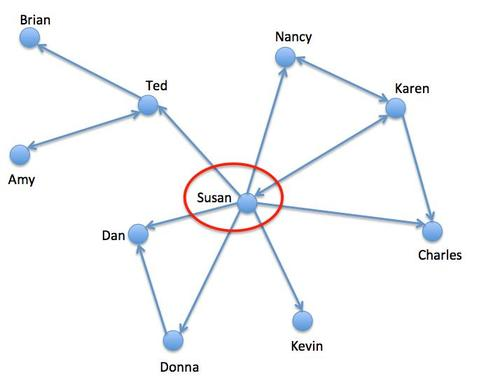 Brian
Nancy
Ted
Karen
Amy
Susan
Dan
Charles
Kevin
Donna